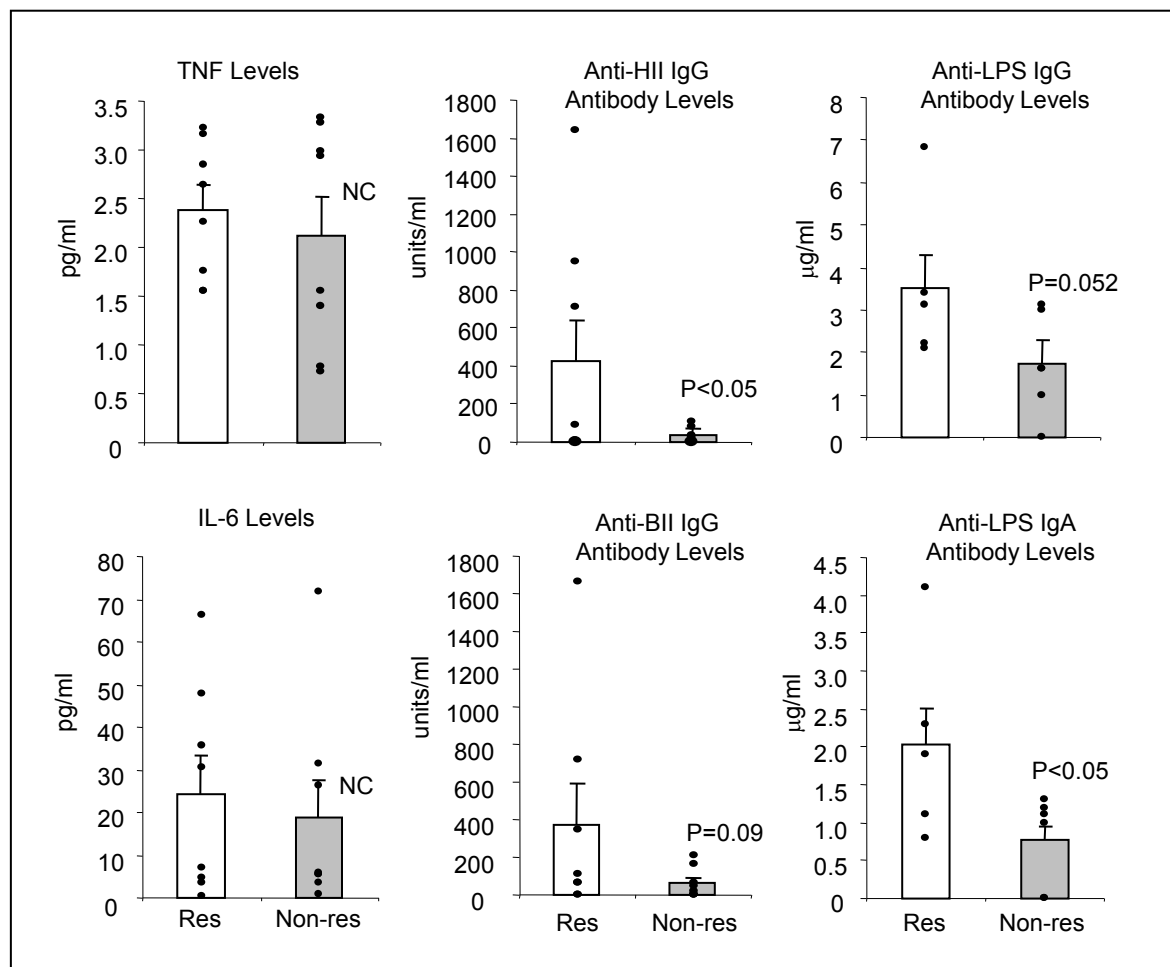 TNF Levels
pg/ml
3.5
3.0
2.5
2.0
1.5
1.0
0.5
0
NC
Anti-HII IgG
Antibody Levels
units/ml
1800
1600
1400
1200
1000
800
600
400
200
0
P<0.05
Anti-LPS IgG
Antibody Levels
µg/ml
8
7
6
5
4
3
2
1
0
P=0.052
IL-6 Levels
pg/ml
80
70
60
50
40
30
20
10
0
NC
Res
Non-res
Anti-BII IgG
Antibody Levels
units/ml
1800
1600
1400
1200
1000
800
600
400
200
0
P=0.09
Res
Non-res
Anti-LPS IgA
Antibody Levels
µg/ml
4.5
4.0
3.5
3.0
2.5
2.0
1.5
1.0
0.5
0
P<0.05
Res
Non-res